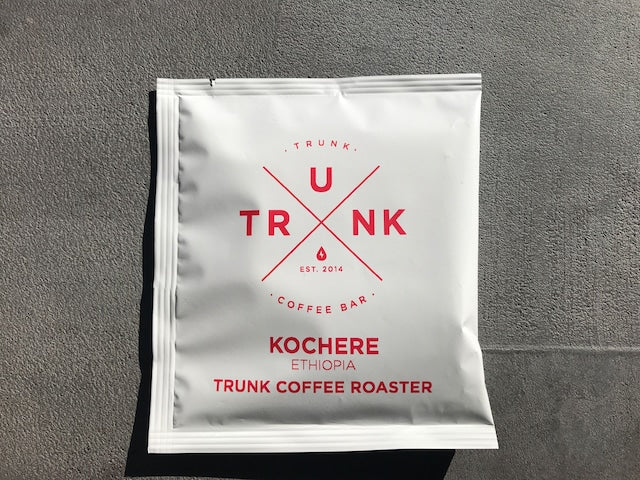 · TRUNK ·
U
TR NK
EST. 2014
· COFFEE BAR ·
KOCHERE
ETHIOPIA
TRUNK COFFEE ROASTER